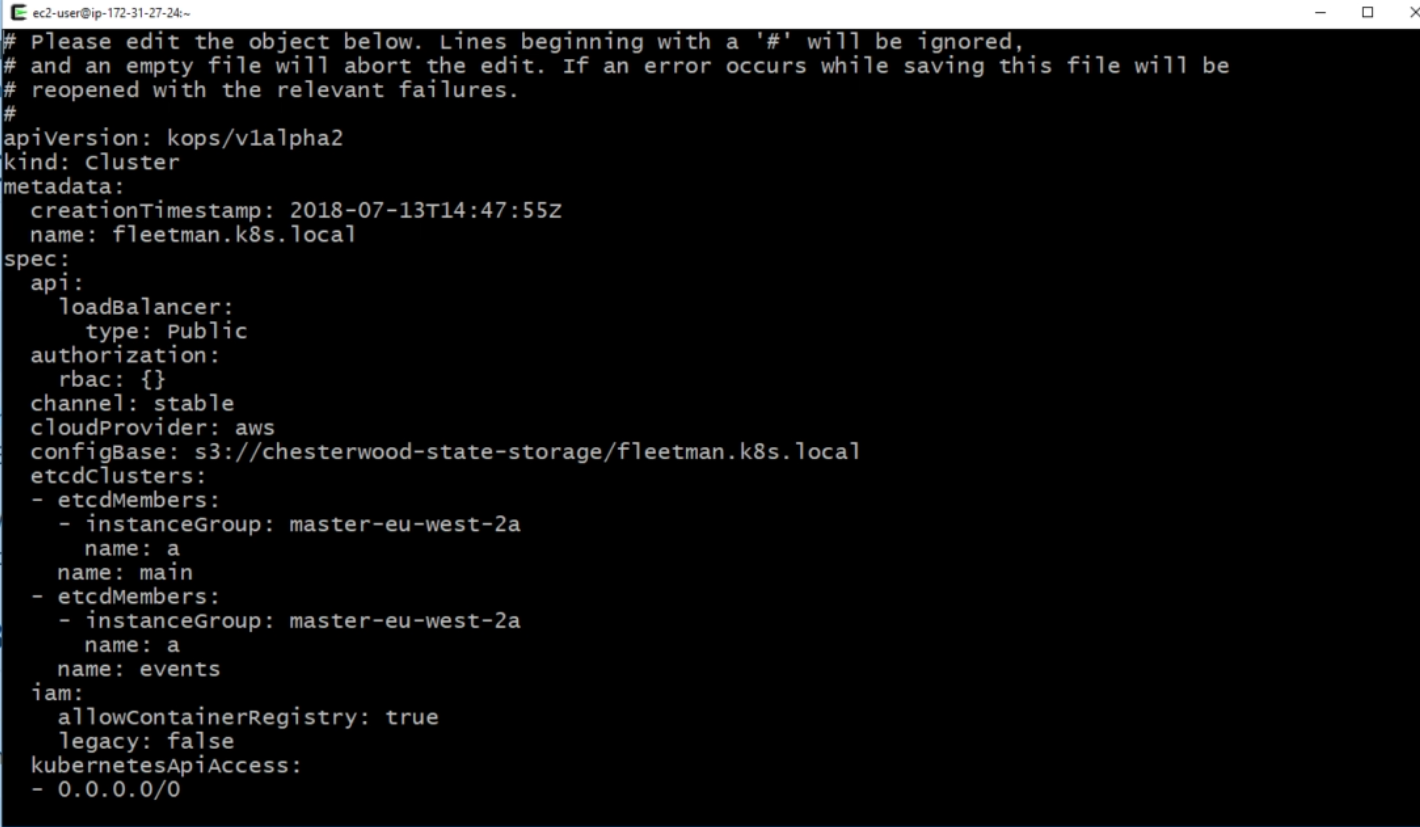 ec2-user@ip-172-31-27-24:~
# Please edit the object below. Lines beginning with a '#' will be ignored,
# and an empty file will abort the edit. If an error occurs while saving this file will be
# reopened with the relevant failures.
#
apiVersion: kops/v1alpha2
kind: Cluster
metadata:
  creationTimestamp: 2018-07-13T14:47:55Z
  name: fleetman.k8s.local
spec:
  api:
    loadBalancer:
      type: Public
  authorization:
    rbac: {}
  channel: stable
  cloudProvider: aws
  configBase: s3://chesterwood-state-storage/fleetman.k8s.local
  etcdClusters:
  - etcdMembers:
    - instanceGroup: master-eu-west-2a
      name: a
    name: main
  - etcdMembers:
    - instanceGroup: master-eu-west-2a
      name: a
    name: events
  iam:
    allowContainerRegistry: true
    legacy: false
  kubernetesApiAccess:
  - 0.0.0.0/0